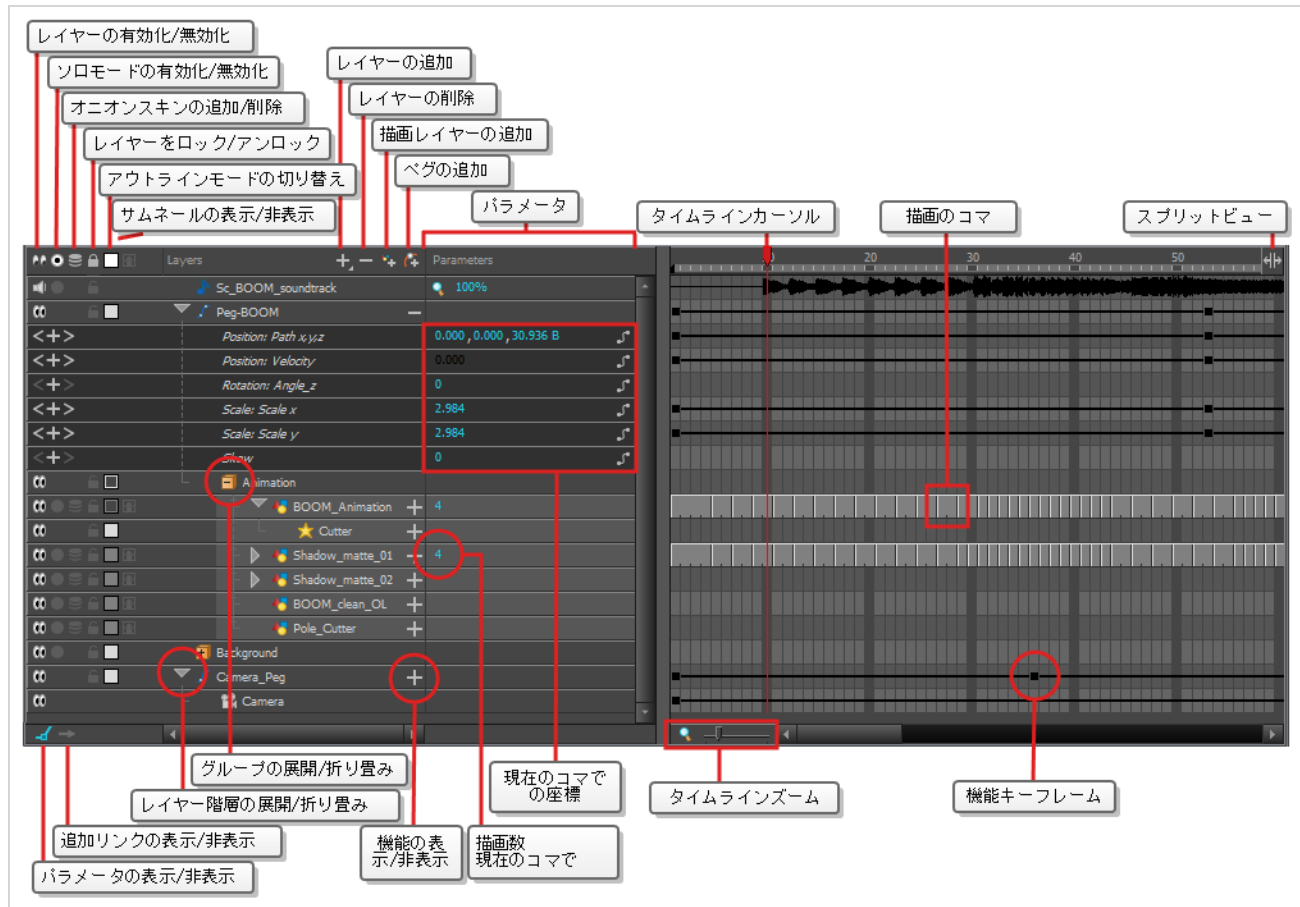 レイヤーの有効化/無効化
ソロモードの有効化/無効化
オニオンスキンの追加/削除
レイヤーをロック/アンロック
アウトラインモードの切り替え
サムネールの表示/非表示
レイヤーの追加
レイヤーの削除
描画レイヤーの追加
ペグの追加
パラメータ
タイムラインカーソル
描画のコマ
スプリットビュー
Layers
Parameters
20
30
40
50
Sc_BOOM_soundtrack
100%
Peg-BOOM
Position: Path x,y,z
0.000 , 0.000 , 30.936 B
Position: Velocity
0.000
Rotation: Angle_z
0
Scale: Scale x
2.984
Scale: Scale y
2.984
Skew
0
Animation
BOOM_Animation
4
Cutter
Shadow_matte_01
4
Shadow_matte_02
BOOM_clean_OL
Pole_Cutter
Background
Camera_Peg
Camera
グループの展開/折り畳み
レイヤー階層の展開/折り畳み
追加リンクの表示/非表示
パラメータの表示/非表示
機能の表
示/非表示
描画数
現在のコマで
現在のコマで
の座標
タイムラインズーム
機能キーフレーム